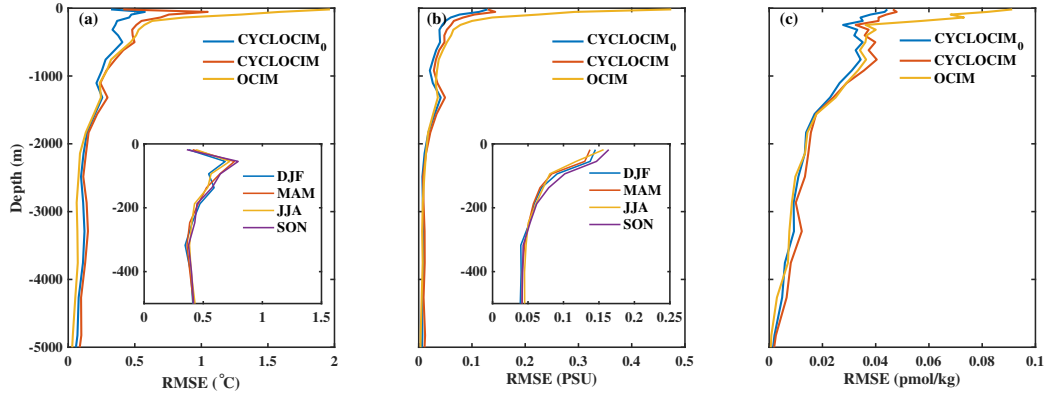 (a)
CYCLOCIM0
CYCLOCIM
OCIM
DJF
MAM
JJA
SON
0
-200
-400
0 0.5 1 1.5
0
-1000
-2000
-3000
-4000
-5000
Depth (m)
0 0.5 1 1.5 2
RMSE (°C)
(b)
CYCLOCIM0
CYCLOCIM
OCIM
DJF
MAM
JJA
SON
0
-200
-400
0 0.05 0.1 0.15 0.2 0.25
0 0.1 0.2 0.3 0.4 0.5
RMSE (PSU)
(c)
CYCLOCIM0
CYCLOCIM
OCIM
0 0.02 0.04 0.06 0.08 0.1
RMSE (pmol/kg)